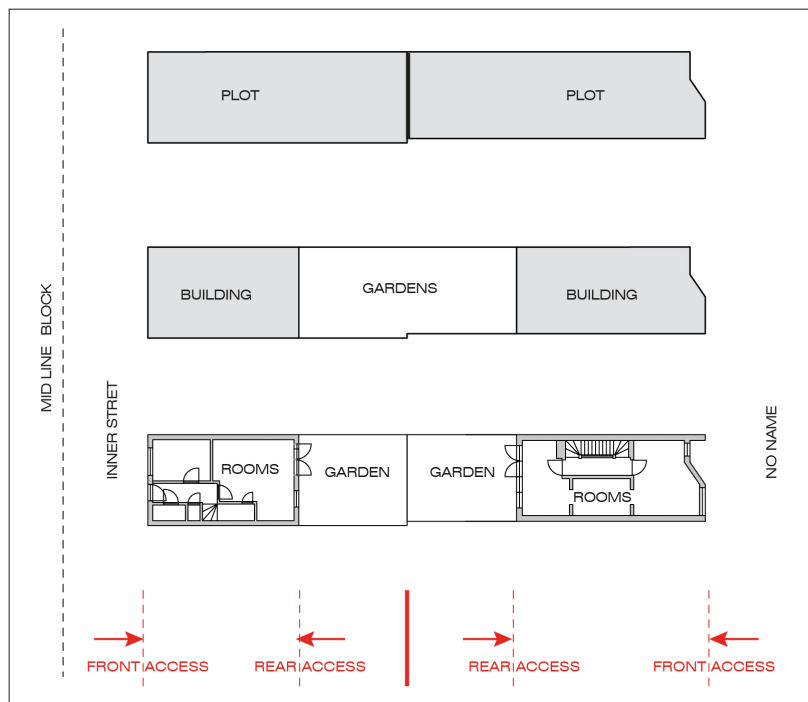 PLOT
PLOT
MID LINE BLOCK
BUILDING
GARDENS
BUILDING
INNER STRET
ROOMS
GARDEN
GARDEN
ROOMS
NO NAME
FRONT ACCESS
REAR ACCESS
REAR ACCESS
FRONT ACCESS